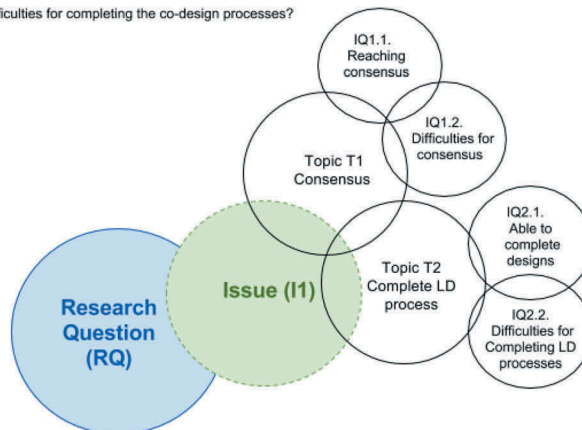 culties for completing the co-design processes?
IQ1.1.
Reaching
consensus
IQ1.2.
Difficulties for
consensus
Topic T1
Consensus
IQ2.1.
Able to
complete
designs
Topic T2
Complete LD
process
Issue (I1)
Research
Question
(RQ)
IQ2.2.
Difficulties for
Completing LD
processes